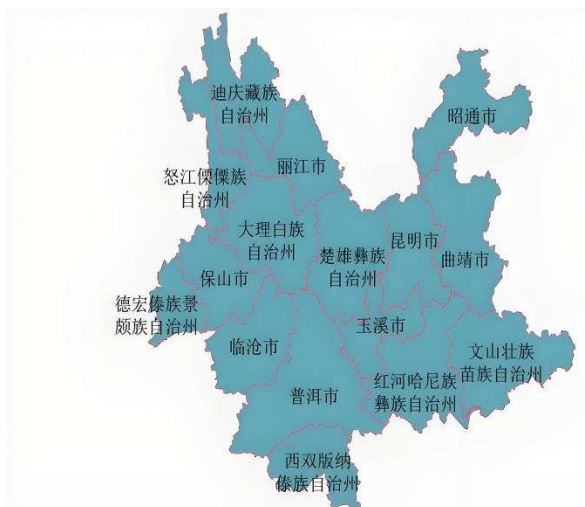 迪庆藏族
自治州
昭通市
丽江市
怒江傈僳族
自治州
大理白族
自治州
楚雄彝族
自治州
昆明市
曲靖市
保山市
德宏傣族景
颇族自治州
玉溪市
临沧市
文山壮族
苗族自治州
红河哈尼族
彝族自治州
普洱市
西双版纳
傣族自治州